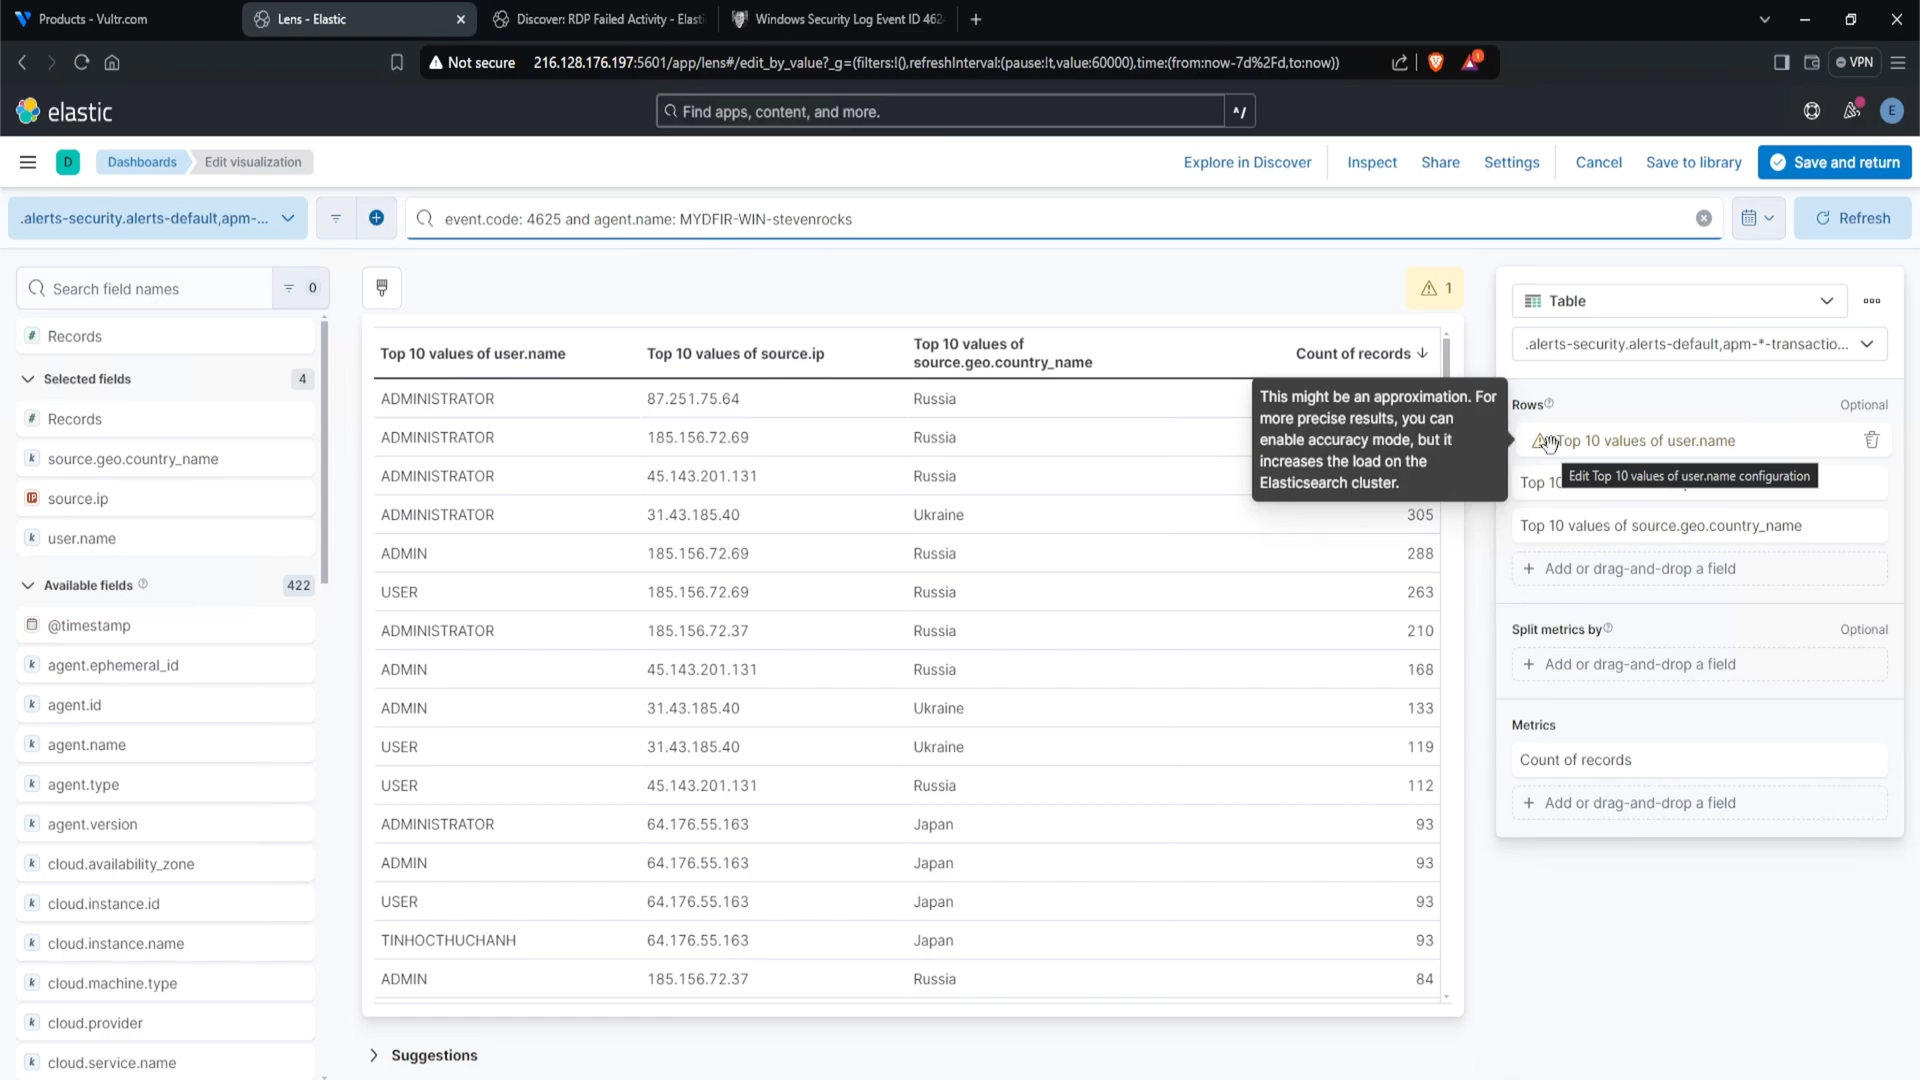 Products - Vultr.com
Lens - Elastic
Discover: RDP Failed Activity - Elasti
Windows Security Log Event ID 462
Not secure 216.128.176.197:5601/app/lens#/edit_by_value?_g=(filters:!(),refreshInterval:(pause:!t,value:60000),time:(from:now-7d%2Fd,to:now))
1
VPN
elastic
Find apps, content, and more.
^/
E
D
Dashboards
Edit visualization
Explore in Discover
Inspect
Share
Settings
Cancel
Save to library
Save and return
.alerts-security.alerts-default,apm-...
event.code: 4625 and agent.name: MYDFIR-WIN-stevenrocks
Refresh
Search field names
0
Records
Selected fields 4
Records
source.geo.country_name
source.ip
user.name
Available fields 422
@timestamp
agent.ephemeral_id
agent.id
agent.name
agent.type
agent.version
cloud.availability_zone
cloud.instance.id
cloud.instance.name
cloud.machine.type
cloud.provider
cloud.service.name
1
Top 10 values of user.name Top 10 values of source.ip Top 10 values of source.geo.country_name Count of records
ADMINISTRATOR 87.251.75.64 Russia
ADMINISTRATOR 185.156.72.69 Russia
ADMINISTRATOR 45.143.201.131 Russia
ADMINISTRATOR 31.43.185.40 Ukraine 305
ADMIN 185.156.72.69 Russia 288
USER 185.156.72.69 Russia 263
ADMINISTRATOR 185.156.72.37 Russia 210
ADMIN 45.143.201.131 Russia 168
ADMIN 31.43.185.40 Ukraine 133
USER 31.43.185.40 Ukraine 119
USER 45.143.201.131 Russia 112
ADMINISTRATOR 64.176.55.163 Japan 93
ADMIN 64.176.55.163 Japan 93
USER 64.176.55.163 Japan 93
TINHOCTHUCHANH 64.176.55.163 Japan 93
ADMIN 185.156.72.37 Russia 84
Suggestions
This might be an approximation. For
more precise results, you can
enable accuracy mode, but it
increases the load on the
Elasticsearch cluster.
Table
.alerts-security.alerts-default,apm-*-transactio...
Rows Optional
Top 10 values of user.name
Edit Top 10 values of user.name configuration
Top 10
Top 10 values of source.geo.country_name
Add or drag-and-drop a field
Split metrics by Optional
Add or drag-and-drop a field
Metrics
Count of records
Add or drag-and-drop a field